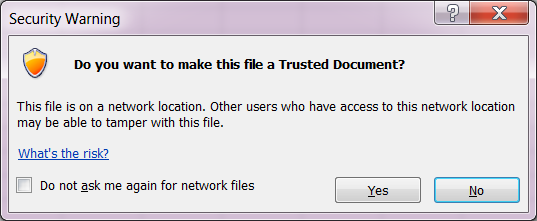 Security Warning
Do you want to make this file a Trusted Document?
This file is on a network location. Other users who have access to this network location
may be able to tamper with this file.
What's the risk?
Do not ask me again for network files
Yes
No